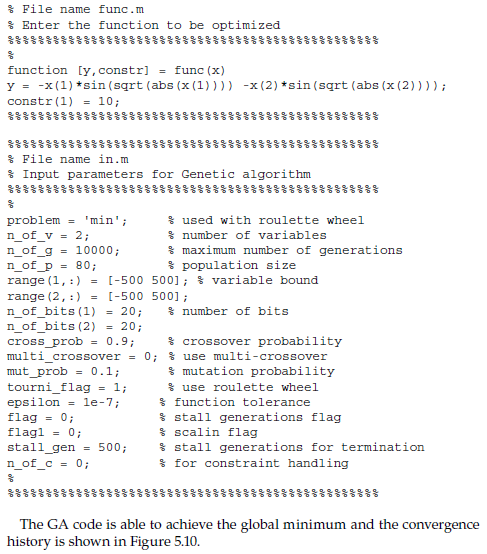 % File name func.m
% Enter the function to be optimized
%%%%%%%%%%%%%%%%%%%%%%%%%%%%%%%%%%%%%%%%%%%%%%%%%%
%
function [y,constr] = func(x)
y = -x(1)*sin(sqrt(abs(x(1)))) -x(2)*sin(sqrt(abs(x(2))));
constr(1) = 10;
%%%%%%%%%%%%%%%%%%%%%%%%%%%%%%%%%%%%%%%%%%%%%%%%%%
%%%%%%%%%%%%%%%%%%%%%%%%%%%%%%%%%%%%%%%%%%%%%%%%%%
% File name in.m
% Input parameters for Genetic algorithm
%%%%%%%%%%%%%%%%%%%%%%%%%%%%%%%%%%%%%%%%%%%%%%%%%%
%
problem = 'min'; % used with roulette wheel
n_of_v = 2; % number of variables
n_of_g = 10000; % maximum number of generations
n_of_p = 80; % population size
range(1,:) = [-500 500]; % variable bound
range(2,:) = [-500 500];
n_of_bits(1) = 20; % number of bits
n_of_bits(2) = 20;
cross_prob = 0.9; % crossover probability
multi_crossover = 0; % use multi-crossover
mut_prob = 0.1; % mutation probability
tourni_flag = 1; % use roulette wheel
epsilon = 1e-7; % function tolerance
flag = 0; % stall generations flag
flag1 = 0; % scalin flag
stall_gen = 500; % stall generations for termination
n_of_c = 0; % for constraint handling
%
%%%%%%%%%%%%%%%%%%%%%%%%%%%%%%%%%%%%%%%%%%%%%%%%%%
The GA code is able to achieve the global minimum and the convergence
history is shown in Figure 5.10.